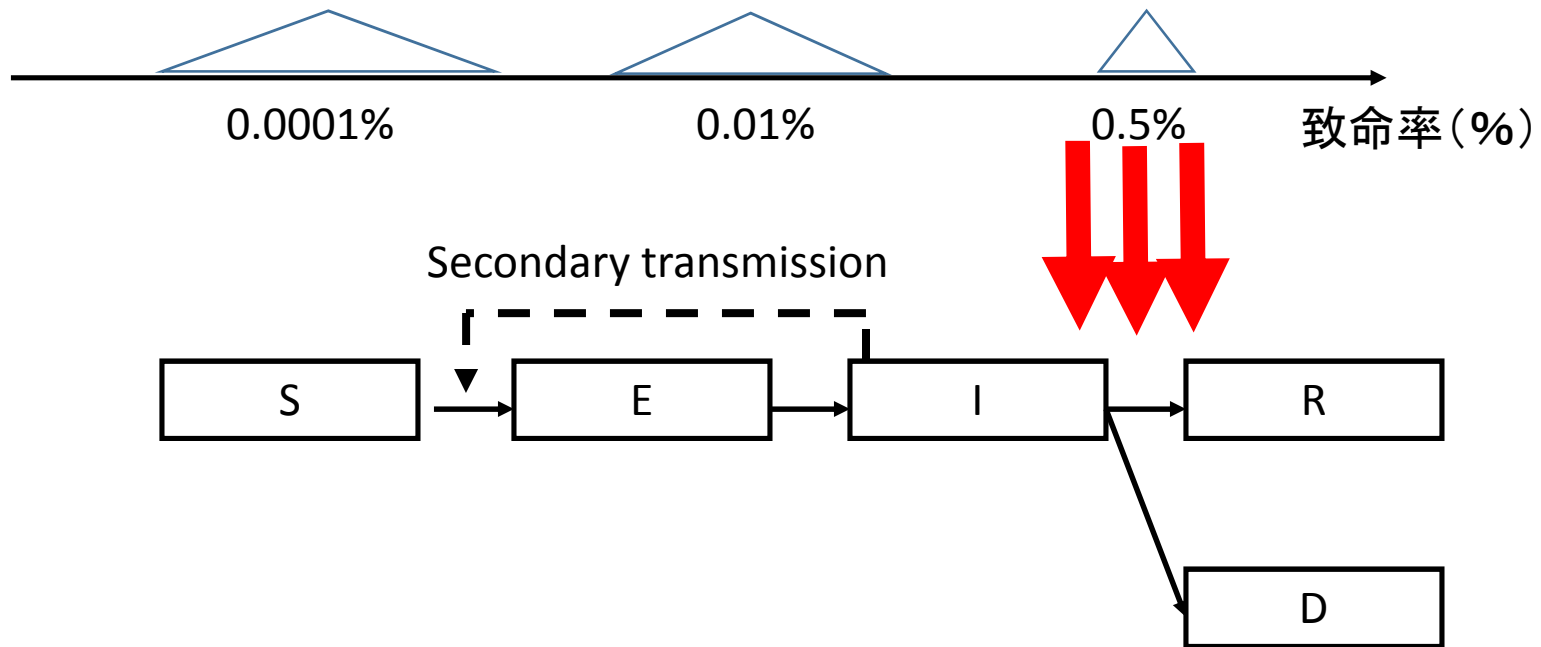 0.0001% 0.01% 0.5% 致命率(%)
Secondary transmission
S E I R
D